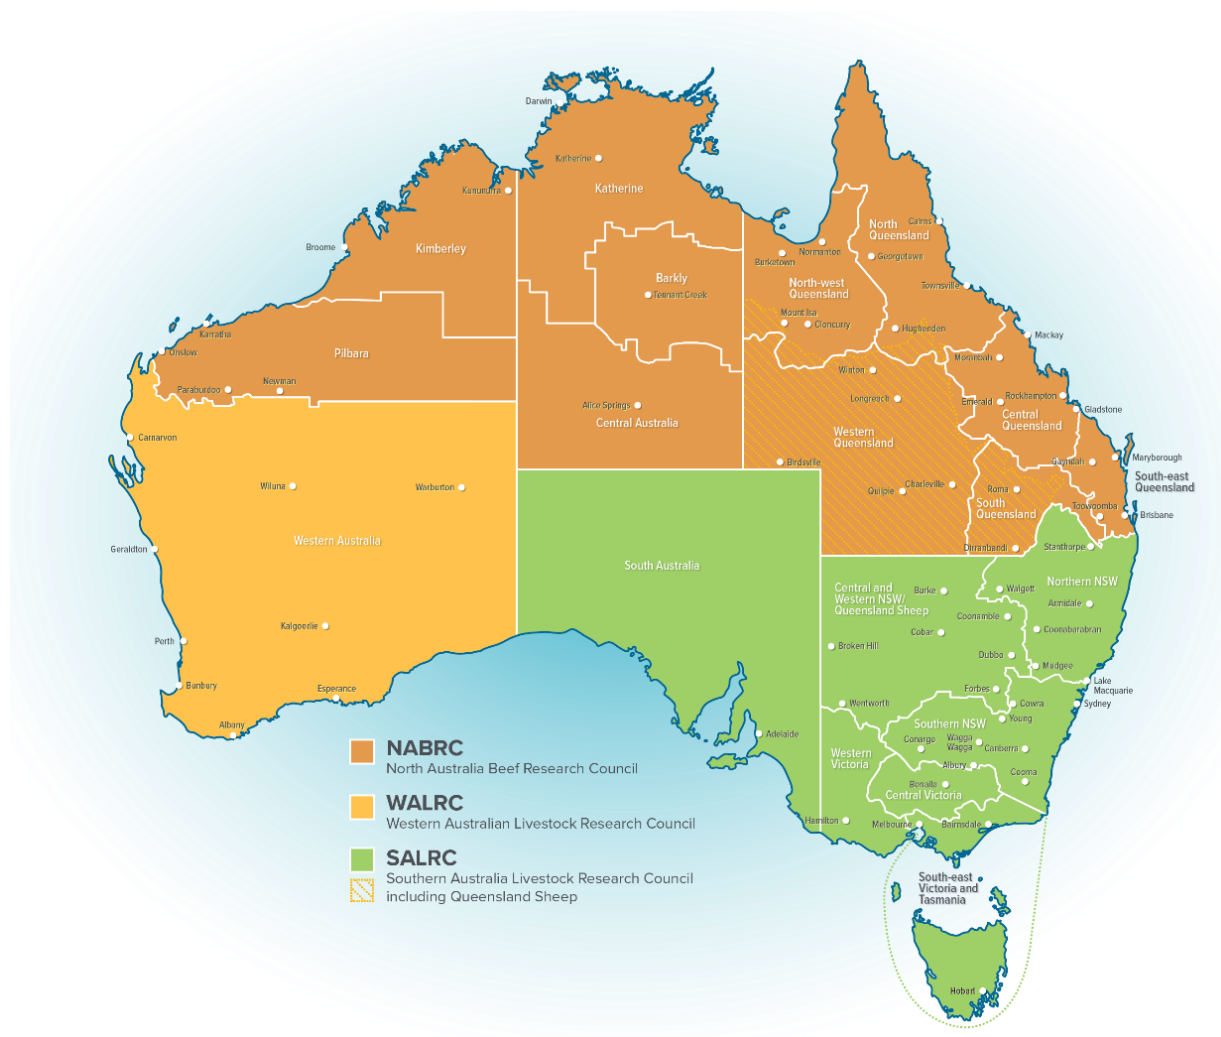 Darwin
Katherine
Katherine
Kununurra
Broome
Kimberley
Barkly
Tennant Creek
Cairns
North
Queensland
Georgetown
Normanton
Burketown
North-west
Queensland
Townsville
Mount Isa
Cloncurry
Hughenden
Mackay
Karratha
Onslow
Pilbara
Paraburdoo
Newman
Moranbah
Winton
Longreach
Emerald
Rockhampton
Gladstone
Central
Queensland
Alice Springs
Central Australia
Western
Queensland
Carnarvon
Birdsville
Gayndah
Maryborough
South-east
Queensland
Wiluna
Warburton
Quilpie
Charleville
Roma
South
Queensland
Toowoomba
Brisbane
Western Australia
Geraldton
Dirranbandi
Stanthorpe
South Australia
Central and
Western NSW/
Queensland Sheep
Bourke
Walgett
Northern NSW
Armidale
Coonamble
Coonabarabran
Cobar
Kalgoorlie
Perth
Broken Hill
Dubbo
Mudgee
Bunbury
Esperance
Forbes
Lake
Macquarie
Wentworth
Cowra
Sydney
Young
Southern NSW
Albany
Adelaide
Conargo
Wagga
Wagga
Canberra
Western
Victoria
Albury
Cooma
Benalla
Central Victoria
Hamilton
Melbourne
Bairnsdale
NABRC
North Australia Beef Research Council
WALRC
Western Australian Livestock Research Council
SALRC
Southern Australia Livestock Research Council
including Queensland Sheep
South-east
Victoria and
Tasmania
Hobart